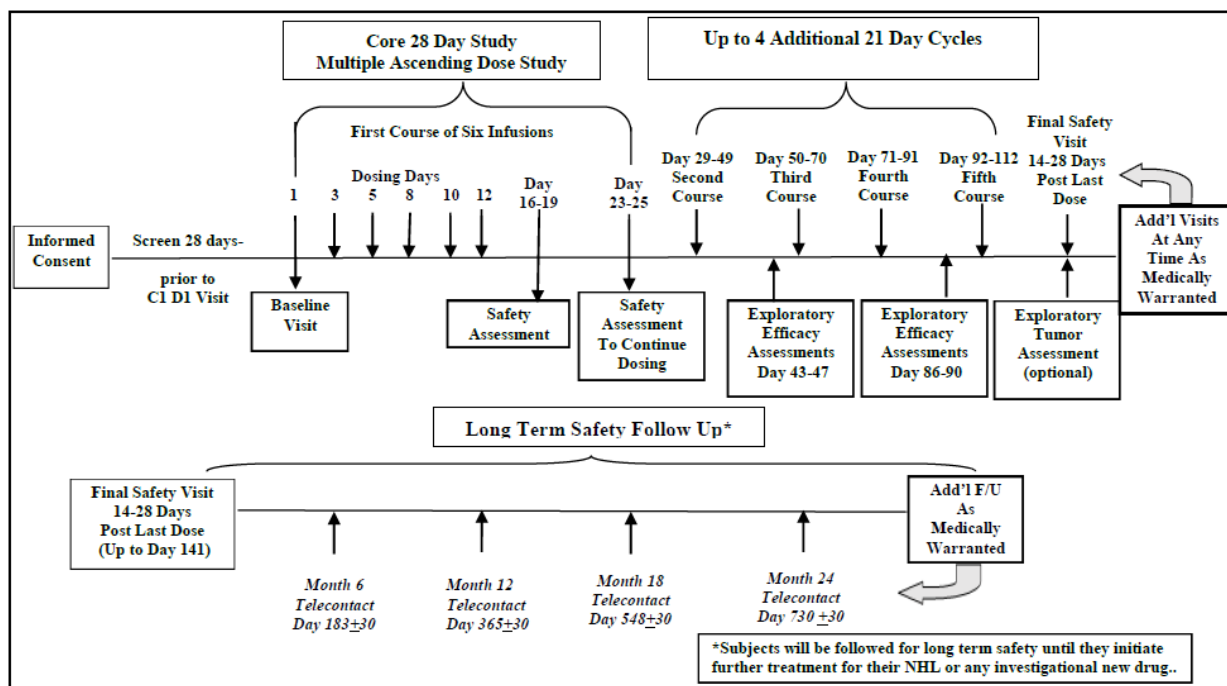 Core 28 Day Study
Multiple Ascending Dose Study
Up to 4 Additional 21 Day Cycles
First Course of Six Infusions
Dosing Days
1
3
5
8
10
12
Day
16-19
Day
23-25
Day 29-49
Second
Course
Day 50-70
Third
Course
Day 71-91
Fourth
Course
Day 92-112
Fifth
Course
Final Safety
Visit
14-28 Days
Post Last
Dose
Informed
Consent
Screen 28 days-
prior to
C1 D1 Visit
Baseline
Visit
Safety
Assessment
Safety
Assessment
To Continue
Dosing
Exploratory
Efficacy
Assessments
Day 43-47
Exploratory
Efficacy
Assessments
Day 86-90
Exploratory
Tumor
Assessment
(optional)
Add'l Visits
At Any
Time As
Medically
Warranted
Long Term Safety Follow Up*
Final Safety Visit
14-28 Days
Post Last Dose
(Up to Day 141)
Month 6
Telecontact
Day 183±30
Month 12
Telecontact
Day 365±30
Month 18
Telecontact
Day 548±30
Month 24
Telecontact
Day 730 ±30
Add'l F/U
As
Medically
Warranted
*Subjects will be followed for long term safety until they initiate
further treatment for their NHL or any investigational new drug..